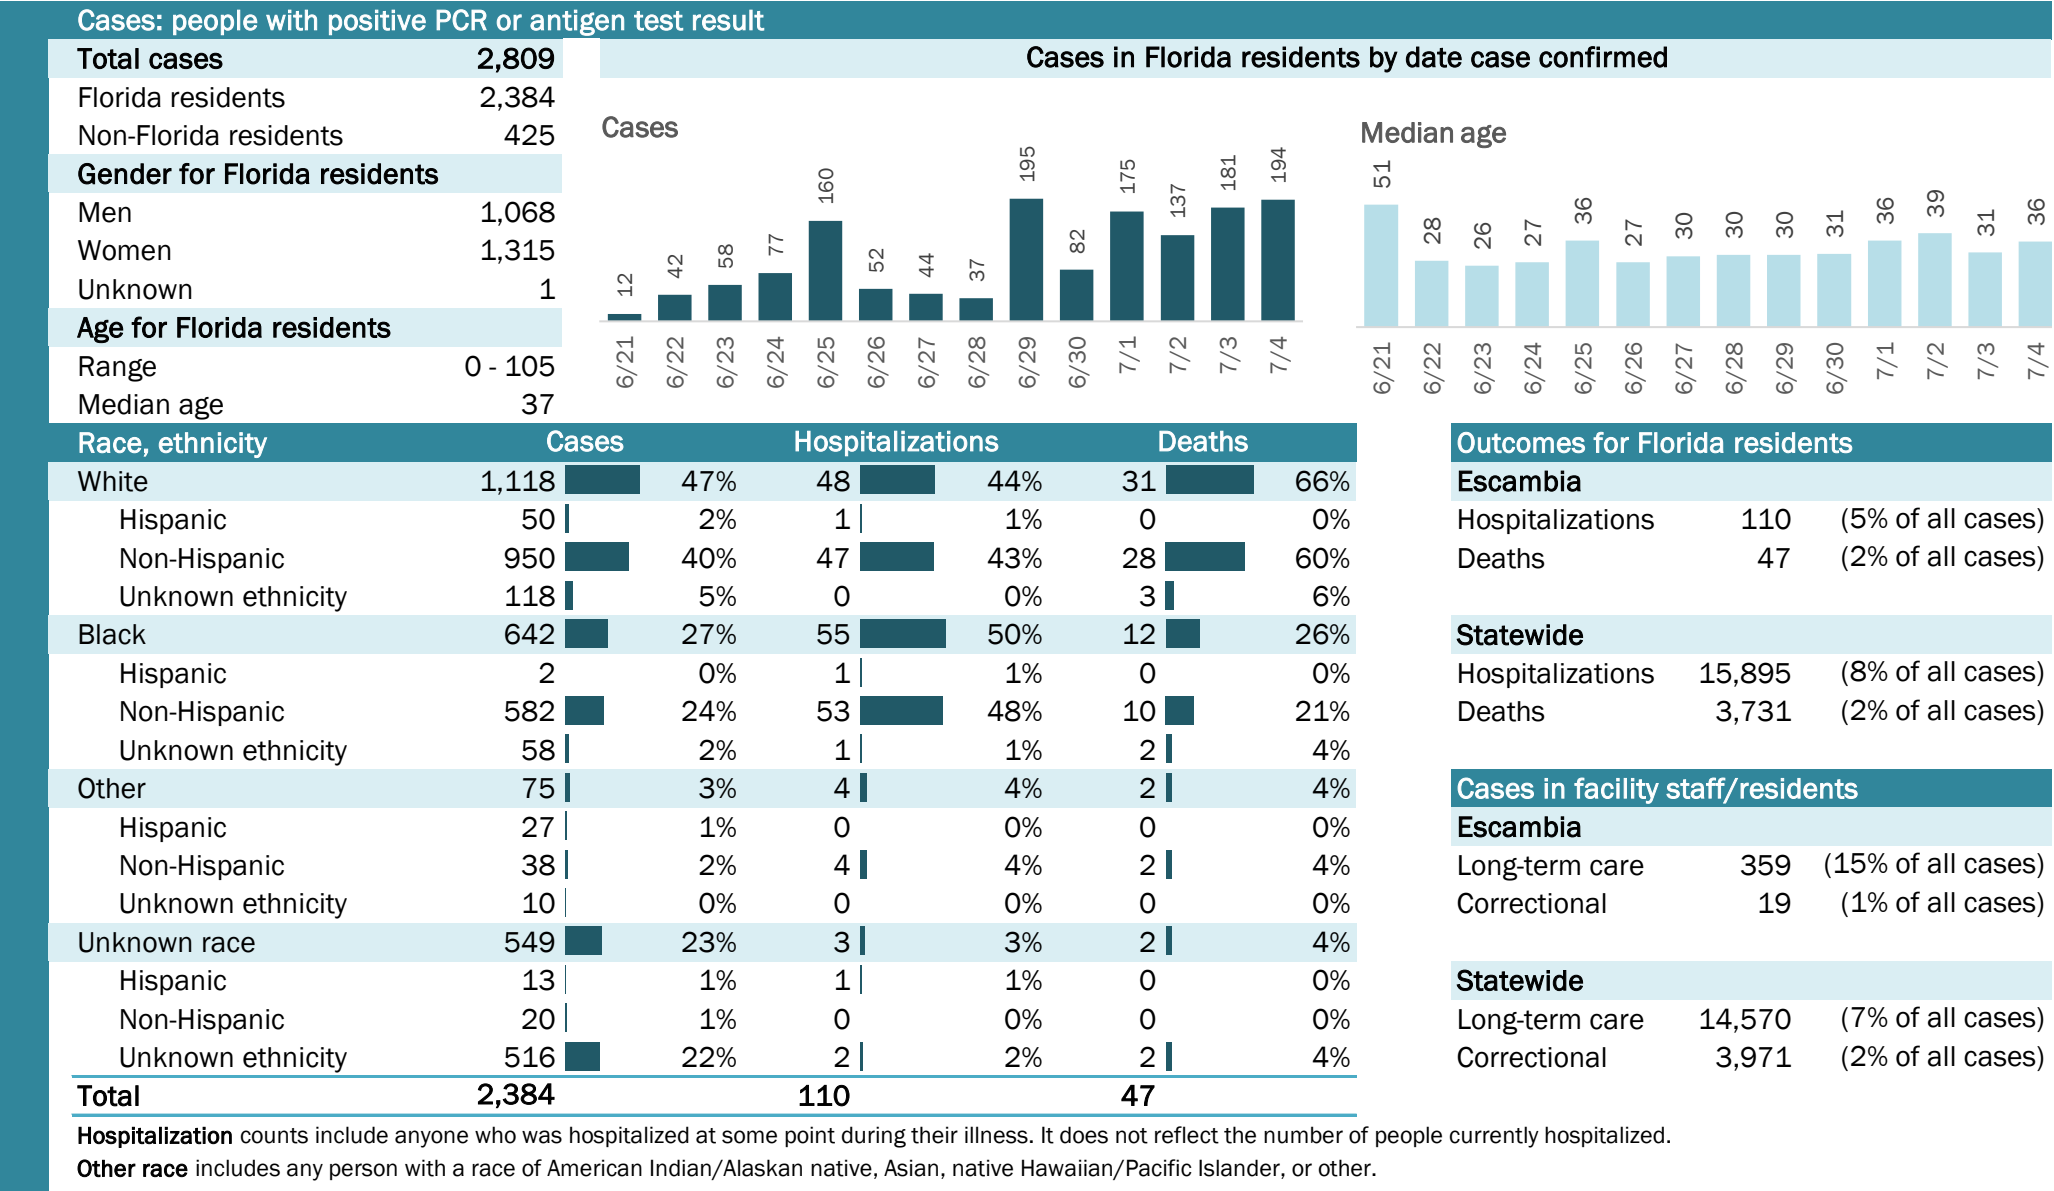 Cases: people with positive PCR or antigen test result
Total cases 2,809
Florida residents 2,384
Non-Florida residents 425
Gender for Florida residents
Men 1,068
Women 1,315
Unknown 1
Age for Florida residents
Range 0 - 105
Median age 37
Cases in Florida residents by date case confirmed
Cases
12 42 58 77 160 52 44 37 195 82 175 137 181 194
6/21 6/22 6/23 6/24 6/25 6/26 6/27 6/28 6/29 6/30 7/1 7/2 7/3 7/4
Median age
51 28 26 27 36 27 30 30 30 31 36 39 31 36
6/21 6/22 6/23 6/24 6/25 6/26 6/27 6/28 6/29 6/30 7/1 7/2 7/3 7/4
Race, ethnicity Cases Hospitalizations Deaths
White 1,118 47% 48 44% 31 66%
Hispanic 50 2% 1 1% 0 0%
Non-Hispanic 950 40% 47 43% 28 60%
Unknown ethnicity 118 5% 0 0% 3 6%
Black 642 27% 55 50% 12 26%
Hispanic 2 0% 1 1% 0 0%
Non-Hispanic 582 24% 53 48% 10 21%
Unknown ethnicity 58 2% 1 1% 2 4%
Other 75 3% 4 4% 2 4%
Hispanic 27 1% 0 0% 0 0%
Non-Hispanic 38 2% 4 4% 2 4%
Unknown ethnicity 10 0% 0 0% 0 0%
Unknown race 549 23% 3 3% 2 4%
Hispanic 13 1% 1 1% 0 0%
Non-Hispanic 20 1% 0 0% 0 0%
Unknown ethnicity 516 22% 2 2% 2 4%
Total 2,384 110 47
Outcomes for Florida residents
Escambia
Hospitalizations 110 (5% of all cases)
Deaths 47 (2% of all cases)
Statewide
Hospitalizations 15,895 (8% of all cases)
Deaths 3,731 (2% of all cases)
Cases in facility staff/residents
Escambia
Long-term care 359 (15% of all cases)
Correctional 19 (1% of all cases)
Statewide
Long-term care 14,570 (7% of all cases)
Correctional 3,971 (2% of all cases)
Hospitalization counts include anyone who was hospitalized at some point during their illness. It does not reflect the number of people currently hospitalized.
Other race includes any person with a race of American Indian/Alaskan native, Asian, native Hawaiian/Pacific Islander, or other.